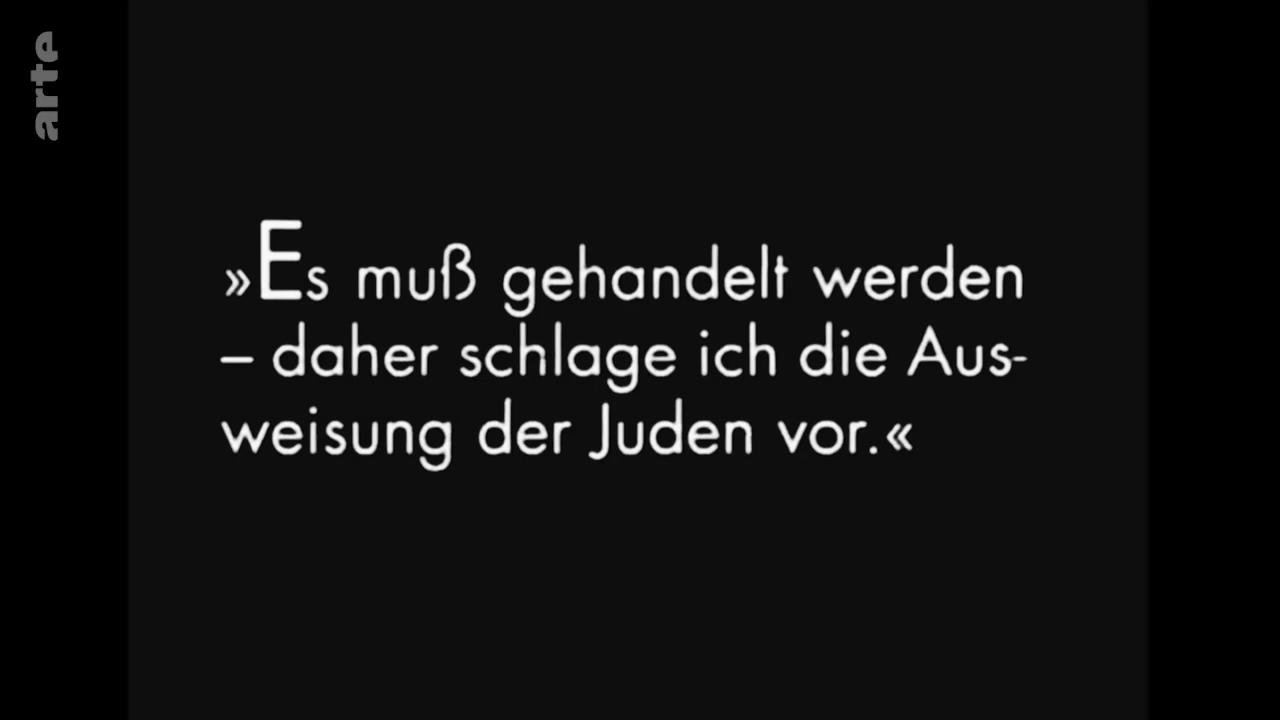 arte
»Es muß gehandelt werden
– daher schlage ich die Aus-
weisung der Juden vor.«